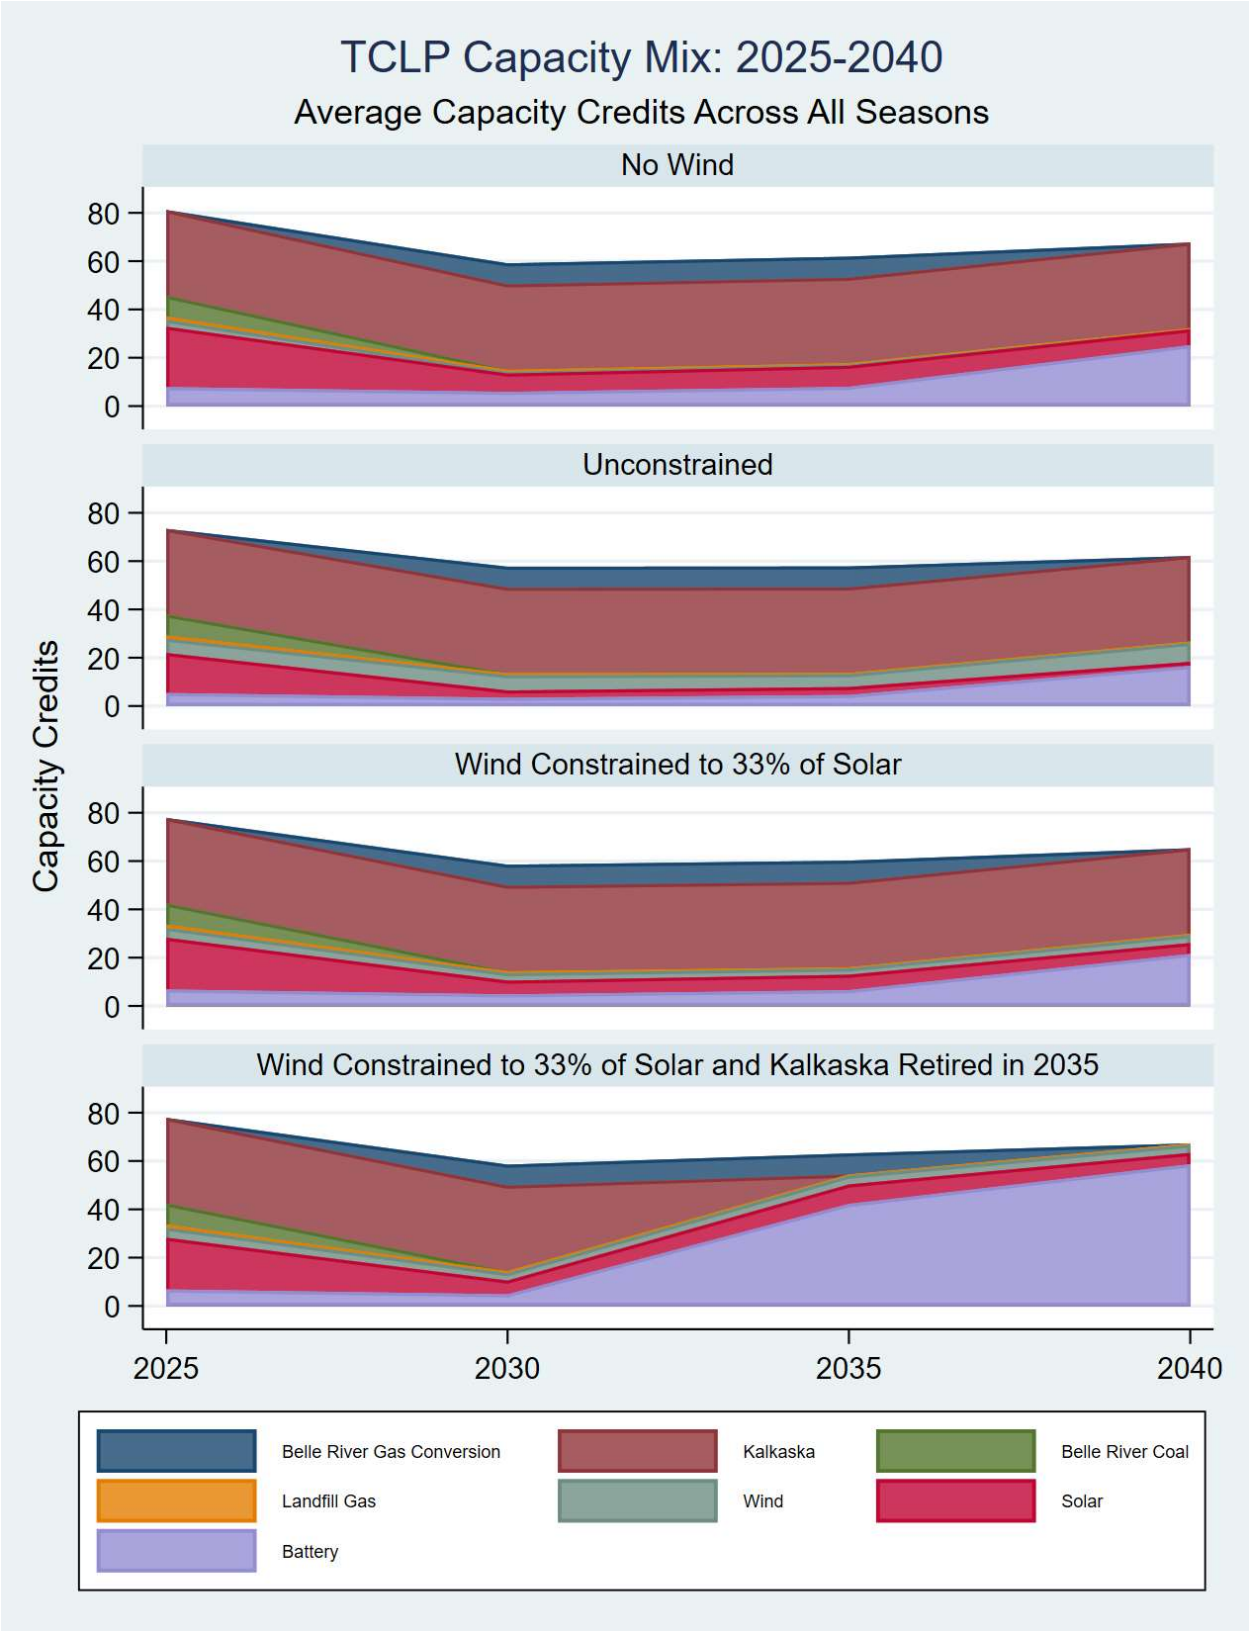 TCLP Capacity Mix: 2025-2040
Average Capacity Credits Across All Seasons
No Wind
80
60
40
20
0
Unconstrained
80
60
40
20
0
Wind Constrained to 33% of Solar
80
60
40
20
0
Wind Constrained to 33% of Solar and Kalkaska Retired in 2035
80
60
40
20
0
Capacity Credits
2025 2030 2035 2040
Belle River Gas Conversion Kalkaska Belle River Coal
Landfill Gas Wind Solar
Battery